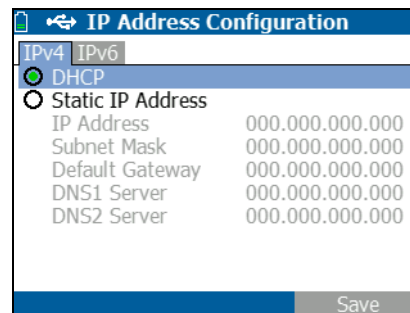 IP Address Configuration
IPv4 IPv6
DHCP
Static IP Address
IP Address 000.000.000.000
Subnet Mask 000.000.000.000
Default Gateway 000.000.000.000
DNS1 Server 000.000.000.000
DNS2 Server 000.000.000.000
Save